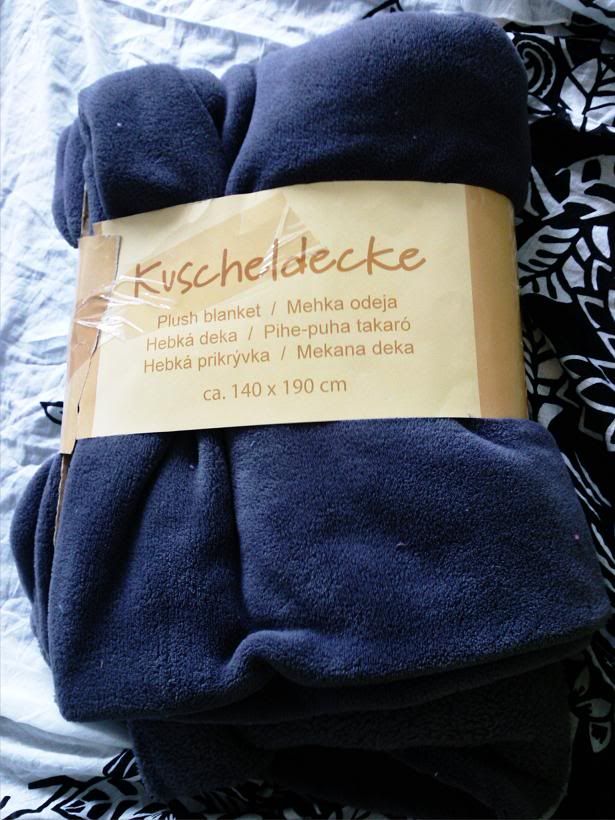 Kuscheldecke
Plush blanket / Mehka odeja
Hebká deka / Pihe-puha takaró
Hebká prikrývka / Mekana deka
ca. 140 x 190 cm